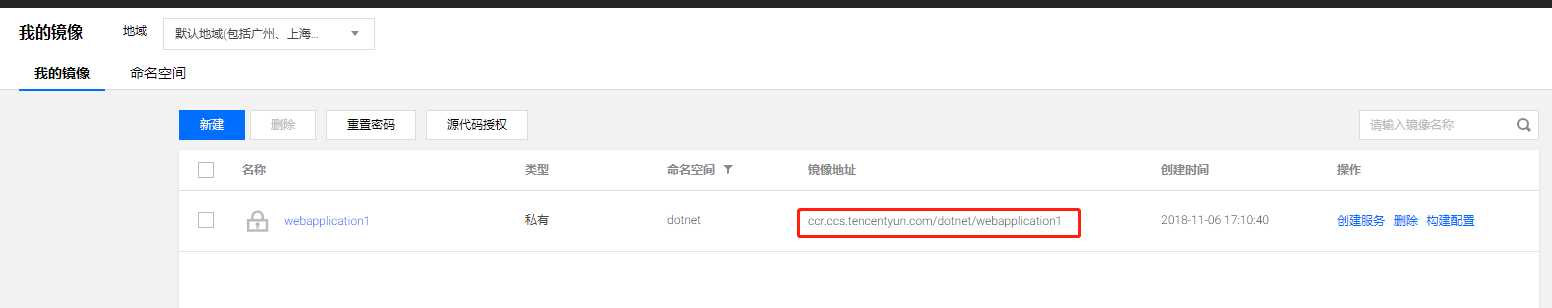 我的镜像 地域 默认地域(包括广州、上海...
我的镜像 命名空间
新建 删除 重置密码 源代码授权 请输入镜像名称
名称 类型 命名空间 镜像地址 创建时间 操作
webapplication1 私有 dotnet ccr.ccs.tencentyun.com/dotnet/webapplication1 2018-11-06 17:10:40 创建服务 删除 构建配置